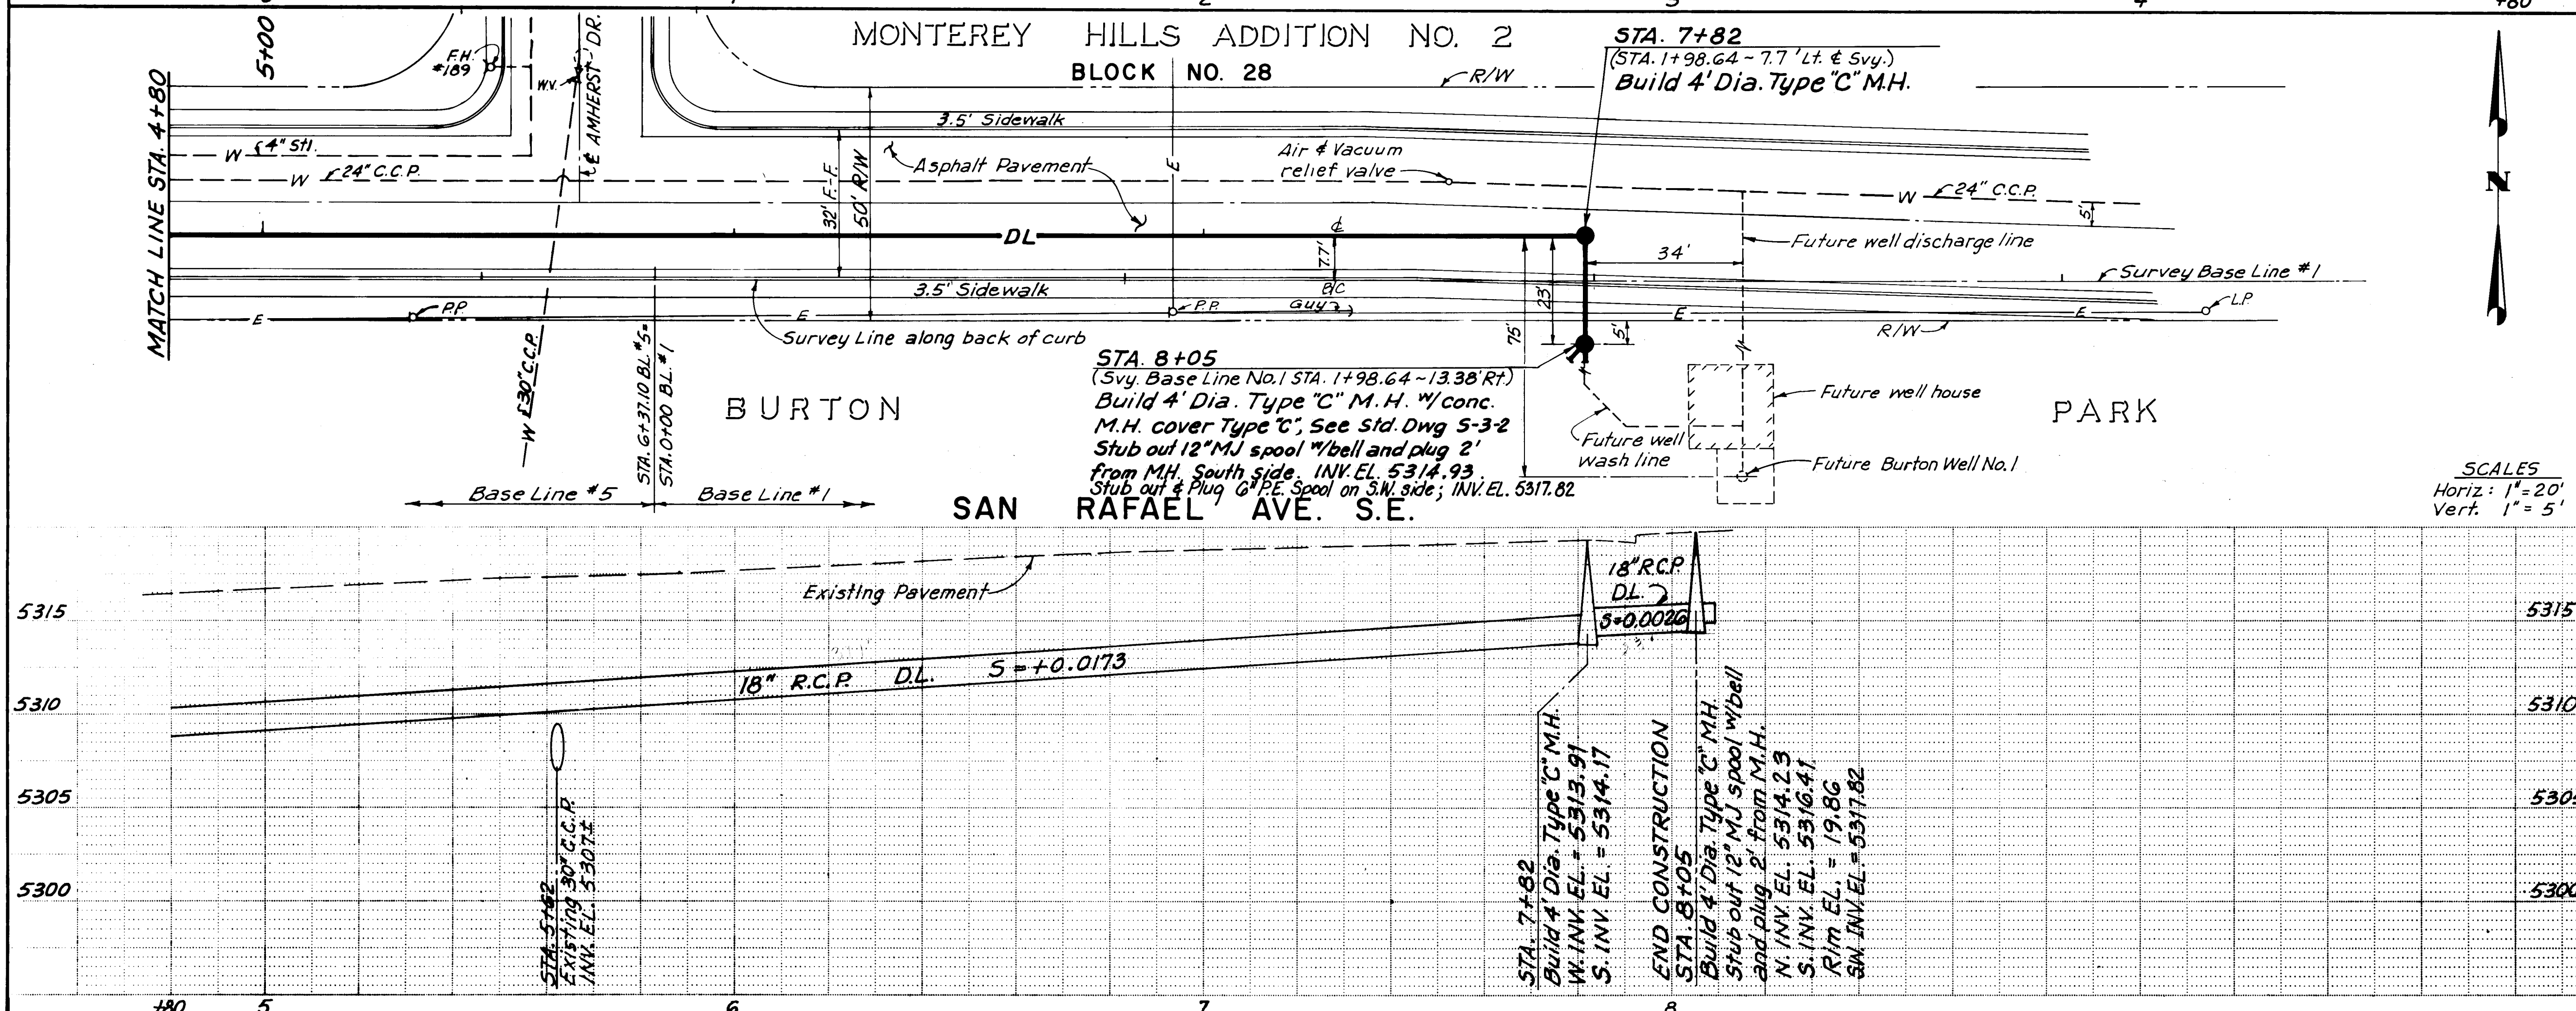 MONTEREY HILLS ADDITION NO. 2
BLOCK NO. 28
5+00
MATCH LINE STA. 4+80
F.H.
#189
W.V.
℄ AMHERST DR.
STA. 7+82
(STA. 1+98.64 ~ 7.7' Lt. ℄ Svy.)
Build 4' Dia. Type "C" M.H.
R/W
3.5' Sidewalk
W 4" Stl.
W 24" C.C.P.
32' F.-F.
50' R/W
Asphalt Pavement
E
Air & Vacuum
relief valve
W 24" C.C.P.
5'
N
DL
℄
7.7'
B/C
34'
Future well discharge line
Survey Base Line #1
3.5' Sidewalk
E
P.P.
E
P.P.
Guy
23'
75'
5'
E
E
L.P.
R/W
Survey Line along back of curb
W 30" C.C.P.
STA. 6+37.10 BL. #5=
STA. 0+00 BL. #1
BURTON
PARK
STA. 8+05
(Svy. Base Line No.1 STA. 1+98.64~13.38' Rt.)
Build 4' Dia. Type "C" M.H. w/conc.
M.H. cover Type "C", See Std. Dwg S-3-2
Stub out 12" MJ spool w/bell and plug 2'
from M.H. South side. INV. EL. 5314.93
Stub out & Plug 6" P.E. Spool on S.W. side; INV. EL. 5317.82
Future well house
Future well
wash line
Future Burton Well No.1
Base Line #5
Base Line #1
SAN RAFAEL AVE. S.E.
SCALES
Horiz: 1"=20'
Vert. 1"= 5'
Existing Pavement
18" R.C.P.
D.L.
S=0.0026
5315
5315
18" R.C.P. D.L. S=+0.0173
5310
5310
5305
5300
5300
STA. 5+62
Existing 30" C.C.P.
INV. EL. 5307±
STA. 7+82
Build 4' Dia. Type "C" M.H.
W. INV. EL. = 5313.91
S. INV. EL. = 5314.17
END CONSTRUCTION
STA. 8+05
Build 4' Dia. Type "C" M.H.
Stub out 12" MJ spool w/bell
and plug 2' from M.H.
N. INV. EL. 5314.23
S. INV. EL. 5316.41
Rim EL. = 19.86
SW. INV. EL. = 5317.82
+80 5 6 7 8